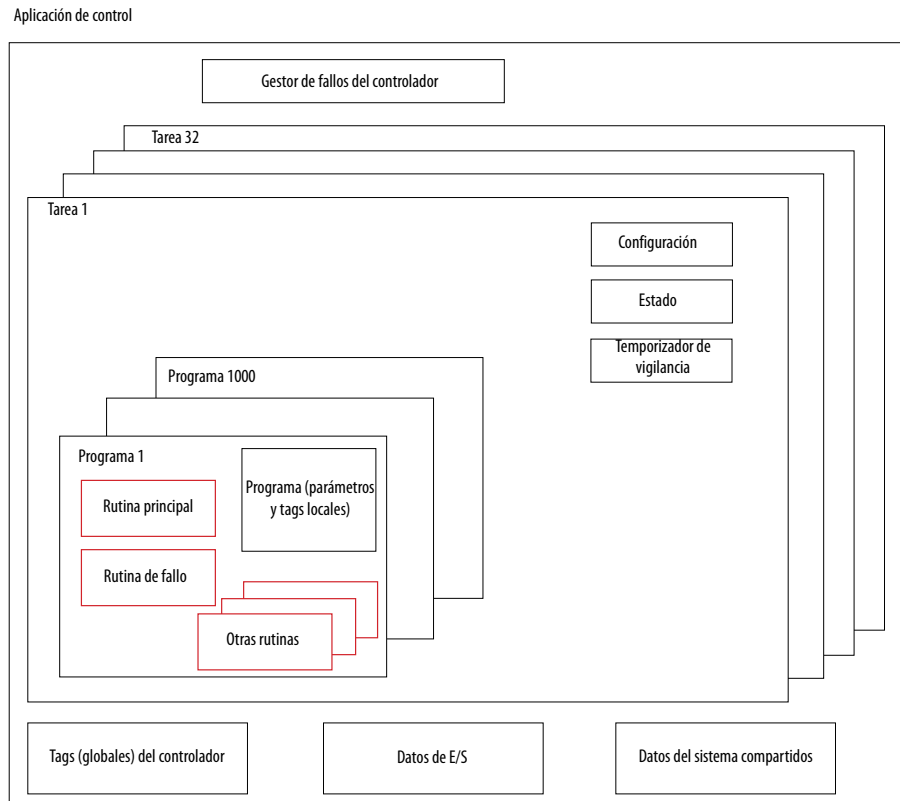 Aplicación de control
Gestor de fallos del controlador
Tarea 32
Tarea 1
Configuración
Estado
Temporizador de
vigilancia
Programa 1000
Programa 1
Programa (parámetros
y tags locales)
Rutina principal
Rutina de fallo
Otras rutinas
Tags (globales) del controlador
Datos de E/S
Datos del sistema compartidos